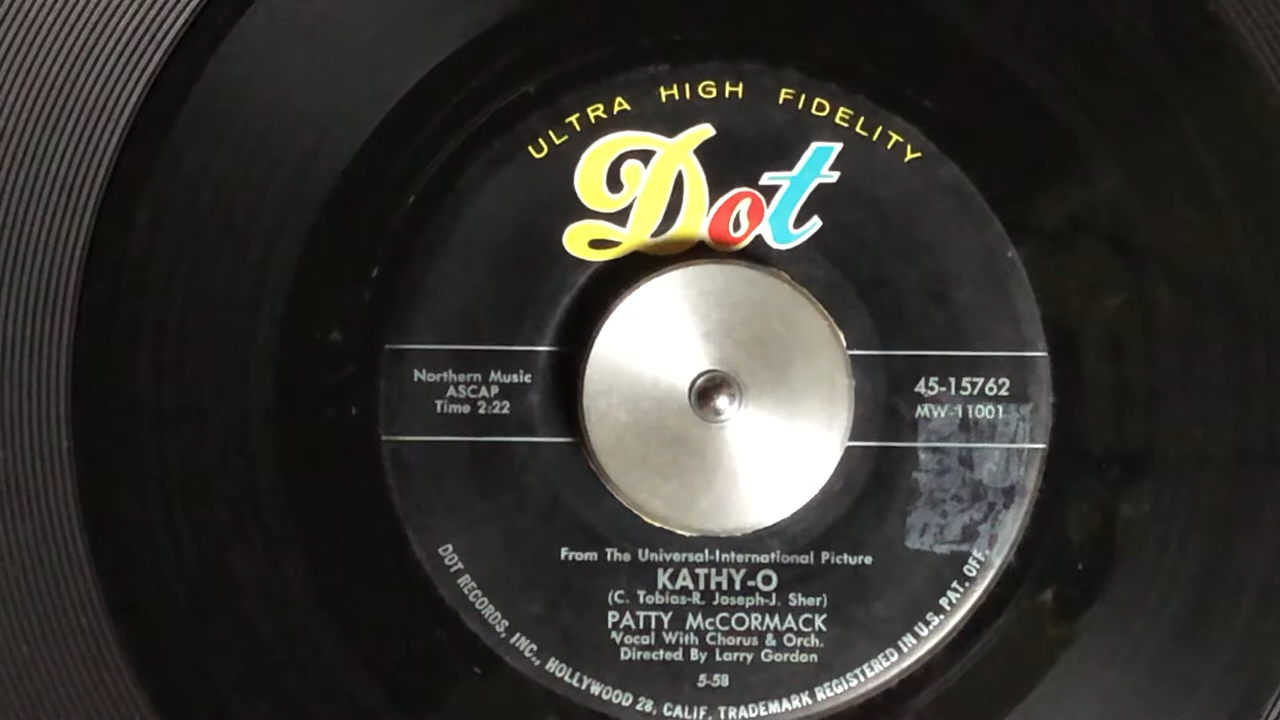 ULTRA HIGH FIDELITY
Dot
Northern Music
ASCAP
Time 2:22
45-15762
MW-11001
From The Universal-International Picture
KATHY-O
(C. Tobias-R. Joseph-J. Sher)
PATTY McCORMACK
Vocal With Chorus & Orch.
Directed By Larry Gordon
5-58
DOT RECORDS, INC., HOLLYWOOD 28, CALIF. TRADEMARK REGISTERED IN U.S. PAT. OFF.